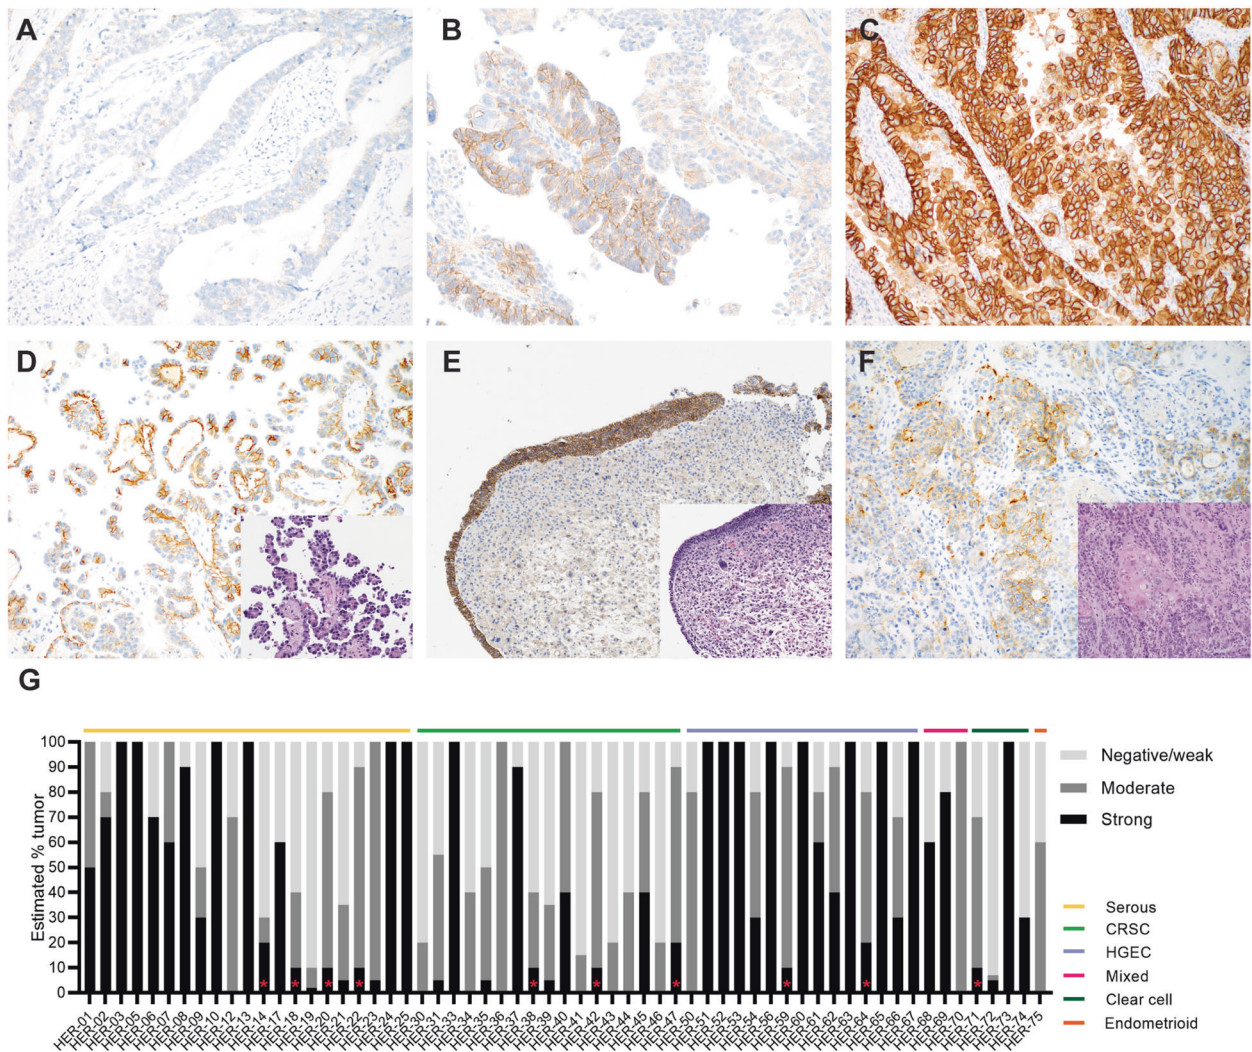 A
B
C
D
E
F
G
Estimated % tumor
100
90
80
70
60
50
40
30
20
10
0
* * * * * * * * * *
HER-01 HER-02 HER-03 HER-05 HER-06 HER-07 HER-08 HER-09 HER-10 HER-12 HER-13 HER-14 HER-17 HER-18 HER-19 HER-20 HER-21 HER-22 HER-23 HER-24 HER-25 HER-30 HER-31 HER-33 HER-34 HER-35 HER-36 HER-37 HER-38 HER-39 HER-40 HER-41 HER-42 HER-43 HER-44 HER-45 HER-46 HER-47 HER-50 HER-51 HER-52 HER-53 HER-54 HER-56 HER-59 HER-60 HER-61 HER-62 HER-63 HER-64 HER-65 HER-66 HER-67 HER-68 HER-69 HER-70 HER-71 HER-72 HER-73 HER-74 HER-75
Negative/weak
Moderate
Strong
Serous
CRSC
HGEC
Mixed
Clear cell
Endometrioid